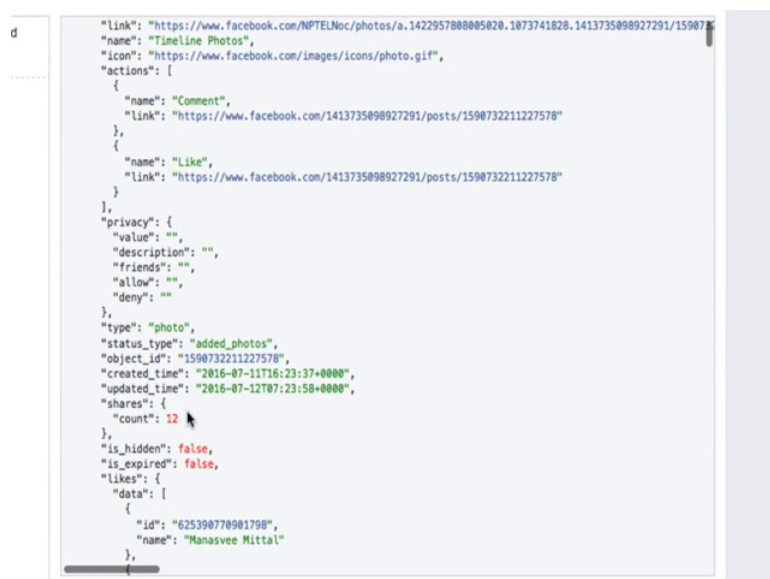 d
"link": "https://www.facebook.com/NPTELNoc/photos/a.1422957808005020.1073741828.1413735098927291/15907
"name": "Timeline Photos",
"icon": "https://www.facebook.com/images/icons/photo.gif",
"actions": [
{
"name": "Comment",
"link": "https://www.facebook.com/1413735098927291/posts/1590732211227578"
},
{
"name": "Like",
"link": "https://www.facebook.com/1413735098927291/posts/1590732211227578"
}
],
"privacy": {
"value": "",
"description": "",
"friends": "",
"allow": "",
"deny": ""
},
"type": "photo",
"status_type": "added_photos",
"object_id": "1590732211227578",
"created_time": "2016-07-11T16:23:37+0000",
"updated_time": "2016-07-12T07:23:58+0000",
"shares": {
"count": 12
},
"is_hidden": false,
"is_expired": false,
"likes": {
"data": [
{
"id": "625390770901798",
"name": "Manasvee Mittal"
},
{